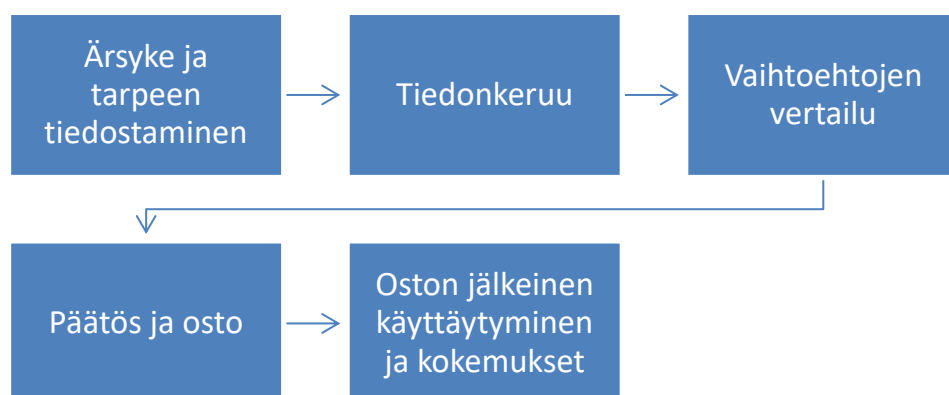 Ärsyke ja
tarpeen
tiedostaminen
Tiedonkeruu
Vaihtoehtojen
vertailu
Päätös ja osto
Oston jälkeinen
käyttäytyminen
ja kokemukset